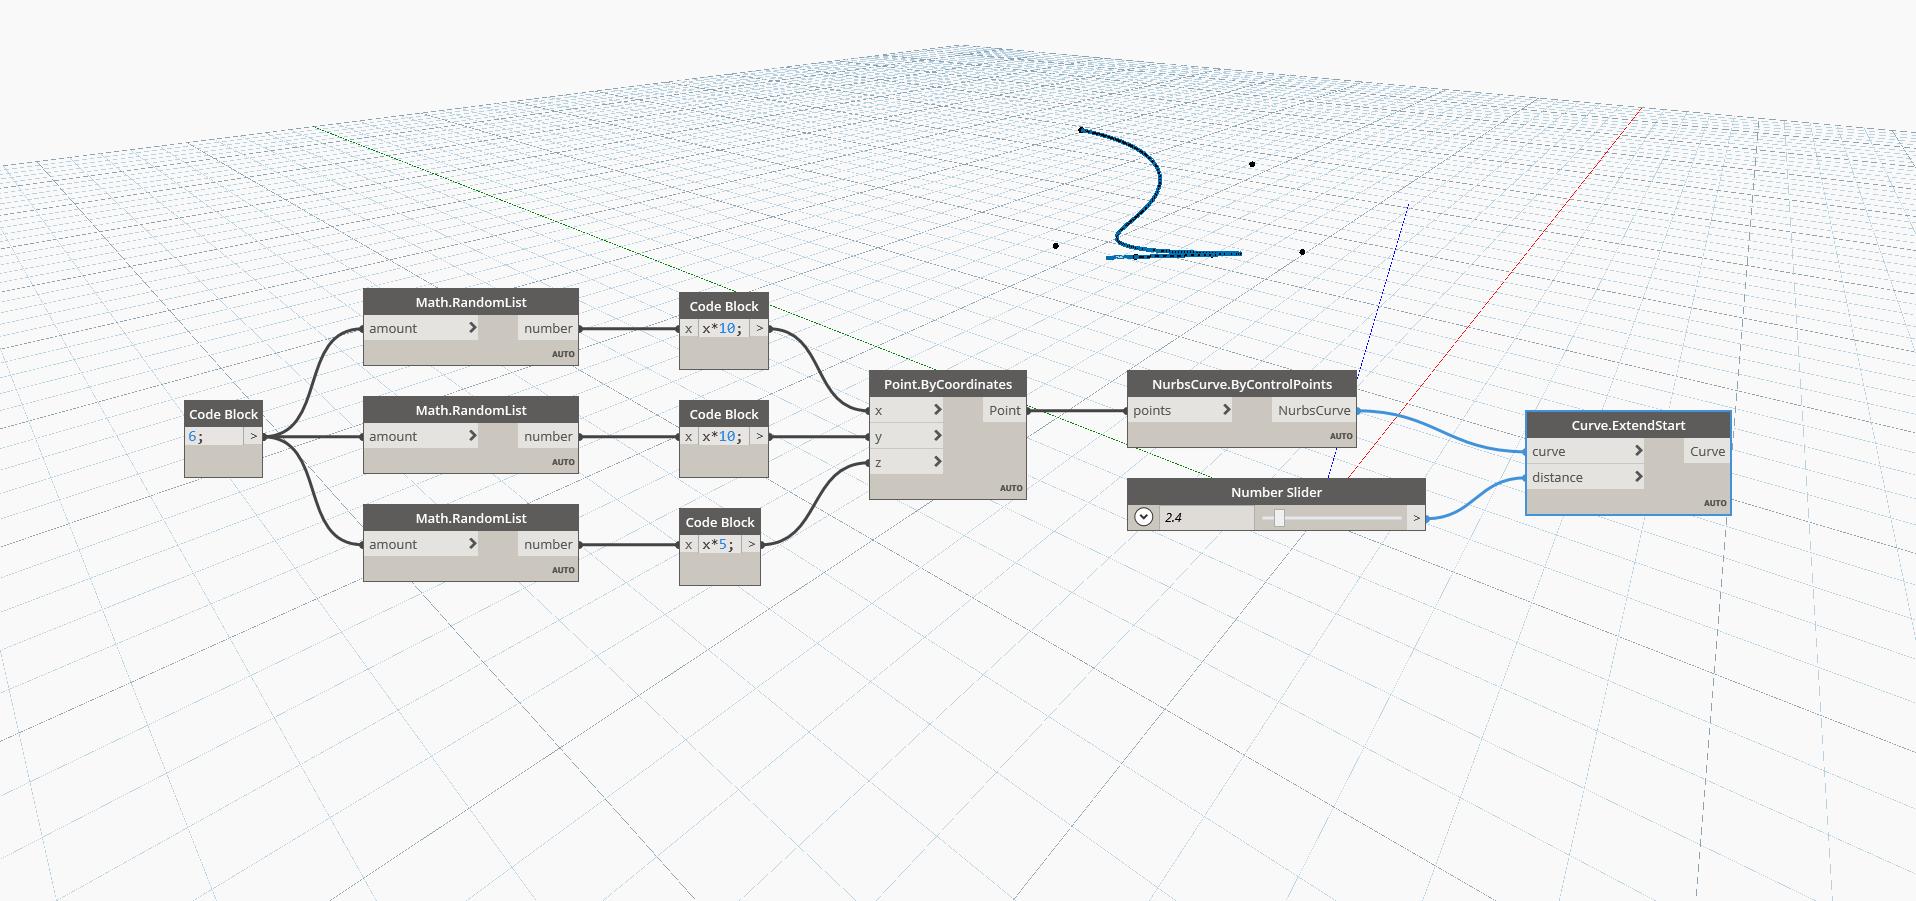 Code Block
6; >
Math.RandomList
amount > number
AUTO
Math.RandomList
amount > number
AUTO
Math.RandomList
amount > number
AUTO
Code Block
x x*10; >
Code Block
x x*10; >
Code Block
x x*5; >
Point.ByCoordinates
x > Point
y >
z >
AUTO
NurbsCurve.ByControlPoints
points > NurbsCurve
AUTO
Number Slider
2.4 >
Curve.ExtendStart
curve > Curve
distance >
AUTO